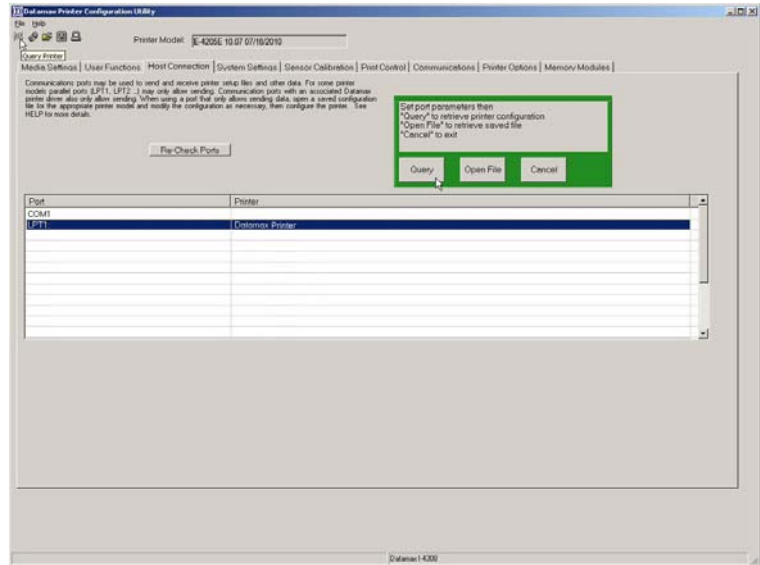 Datamax Printer Configuration Utility
File Help
Printer Model: E-4205E 10.07 07/16/2010
Query Printer
Media Settings User Functions Host Connection System Settings Sensor Calibration Print Control Communications Printer Options Memory Modules
Communications ports may be used to send and receive printer setup files and other data. For some printer
models parallel ports (LPT1, LPT2 ..) may only allow sending. Communication ports with an associated Datamax
printer driver also only allow sending. When using a port that only allows sending data, open a saved configuration
file for the appropriate printer model and modify the configuration as necessary, then configure the printer. See
HELP for more details.
Set port parameters then
"Query" to retrieve printer configuration
"Open File" to retrieve saved file
"Cancel" to exit
Re-Check Ports
Query Open File Cancel
Port Printer
COM1
LPT1: Datamax Printer
Datamax I-4308